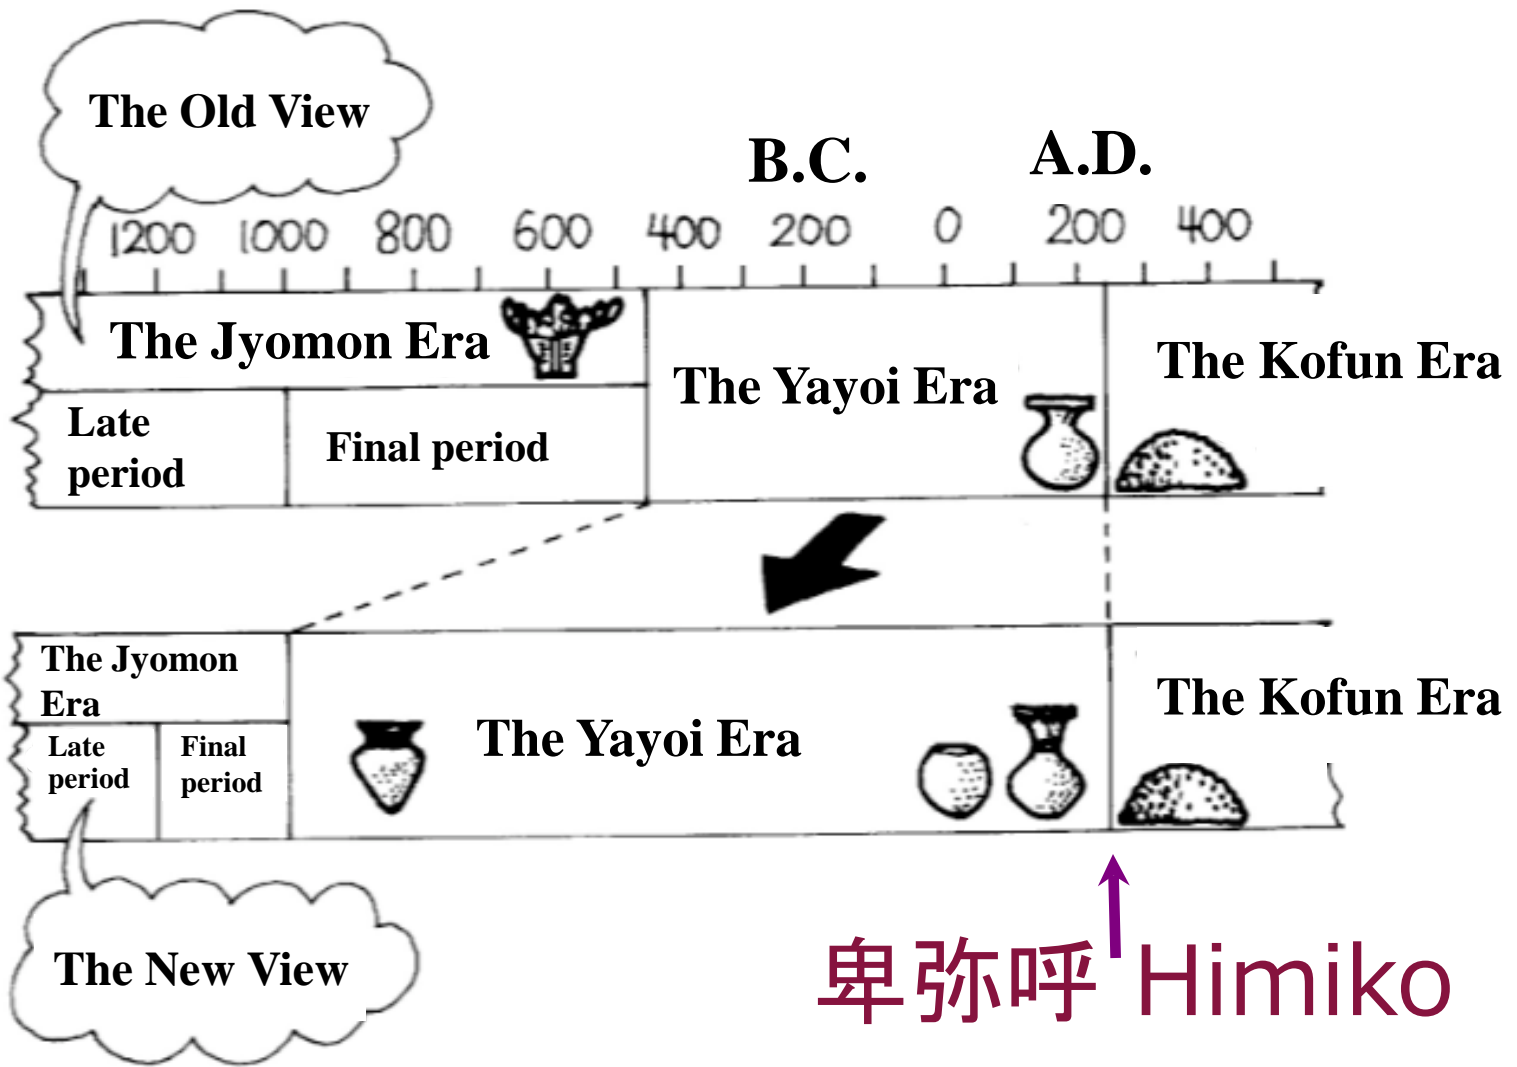 The Old View
B.C.
A.D.
1200 1000 800 600 400 200 0 200 400
The Jyomon Era
The Yayoi Era
The Kofun Era
Late
period
Final period
The Jyomon
Era
The Yayoi Era
The Kofun Era
Late
period
Final
period
The New View
卑弥呼 Himiko